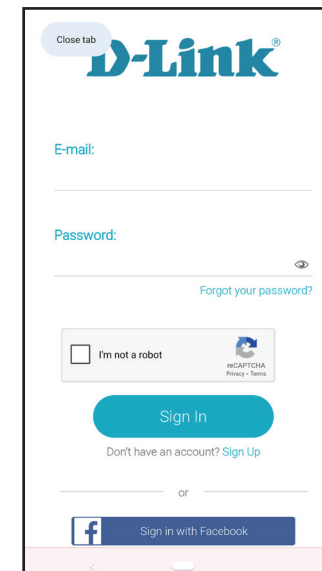 Close tab
D-Link®
E-mail:
Password:
Forgot your password?
I'm not a robot
reCAPTCHA
Privacy - Terms
Sign In
Don't have an account? Sign Up
or
f Sign in with Facebook